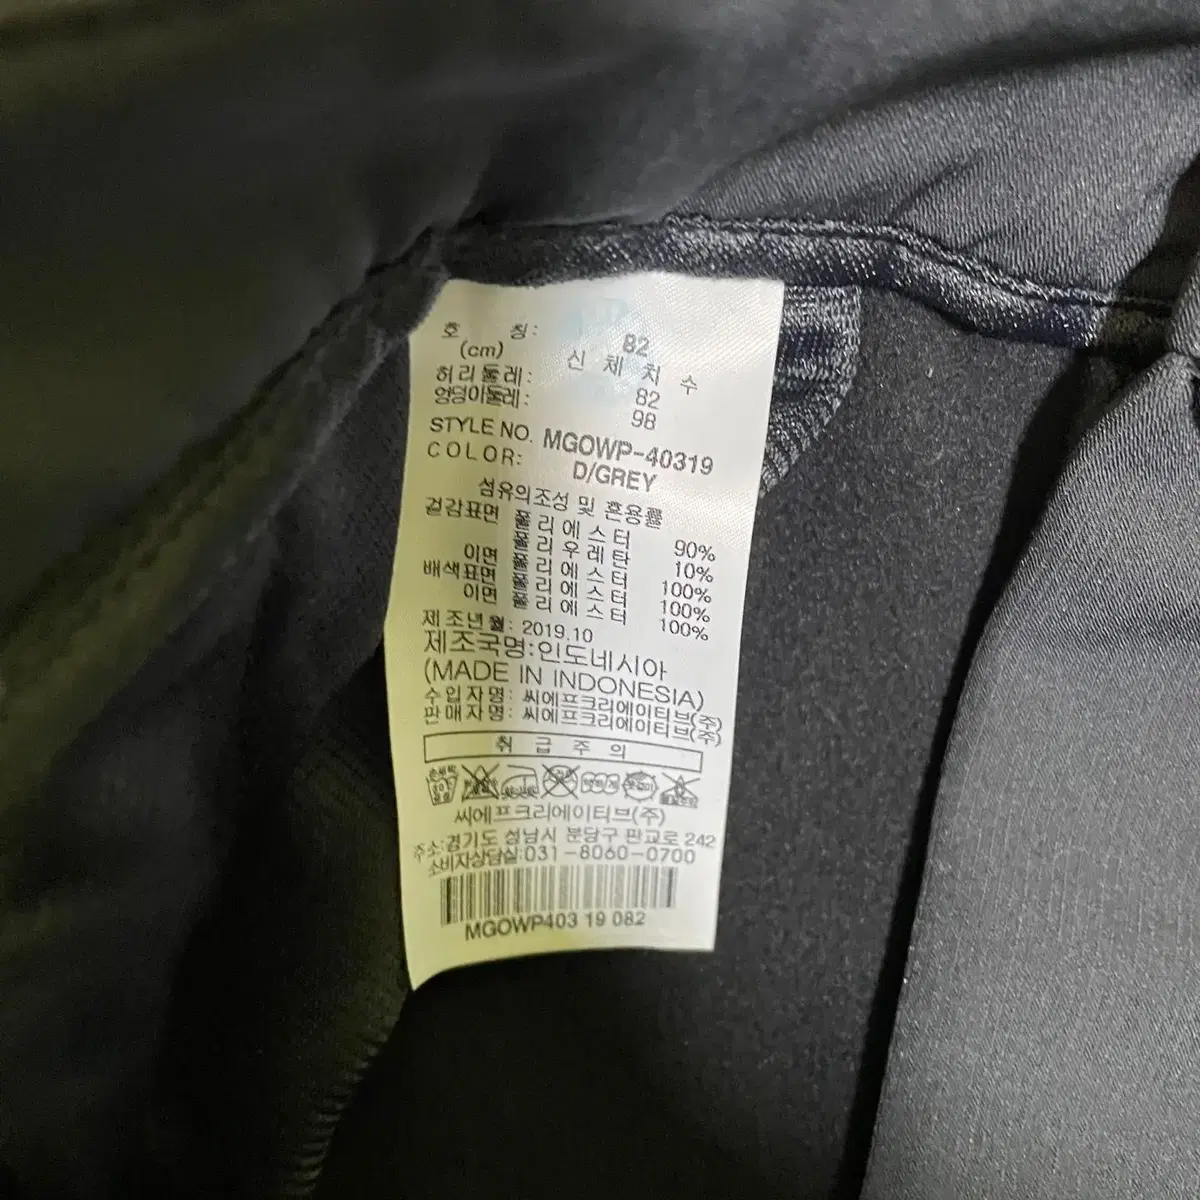 호 칭: 82
(cm) 신 체 치 수
허리둘레: 82
엉덩이둘레: 98
STYLE NO. MGOWP-40319
COLOR: D/GREY
섬유의조성 및 혼용률
겉감표면 폴리에스터 90%
폴리우레탄 10%
이면 폴리에스터 100%
배색표면 폴리에스터 100%
이면 폴리에스터 100%
제조년월: 2019.10
제조국명:인도네시아
(MADE IN INDONESIA)
수입자명: 씨에프크리에이티브(주)
판매자명: 씨에프크리에이티브(주)
취 급 주 의
씨에프크리에이티브(주)
주소:경기도 성남시 분당구 판교로 242
소비자상담실:031-8060-0700
MGOWP403 19 082